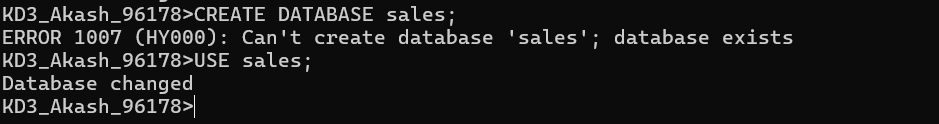 KD3_Akash_96178>CREATE DATABASE sales;
ERROR 1007 (HY000): Can't create database 'sales'; database exists
KD3_Akash_96178>USE sales;
Database changed
KD3_Akash_96178>